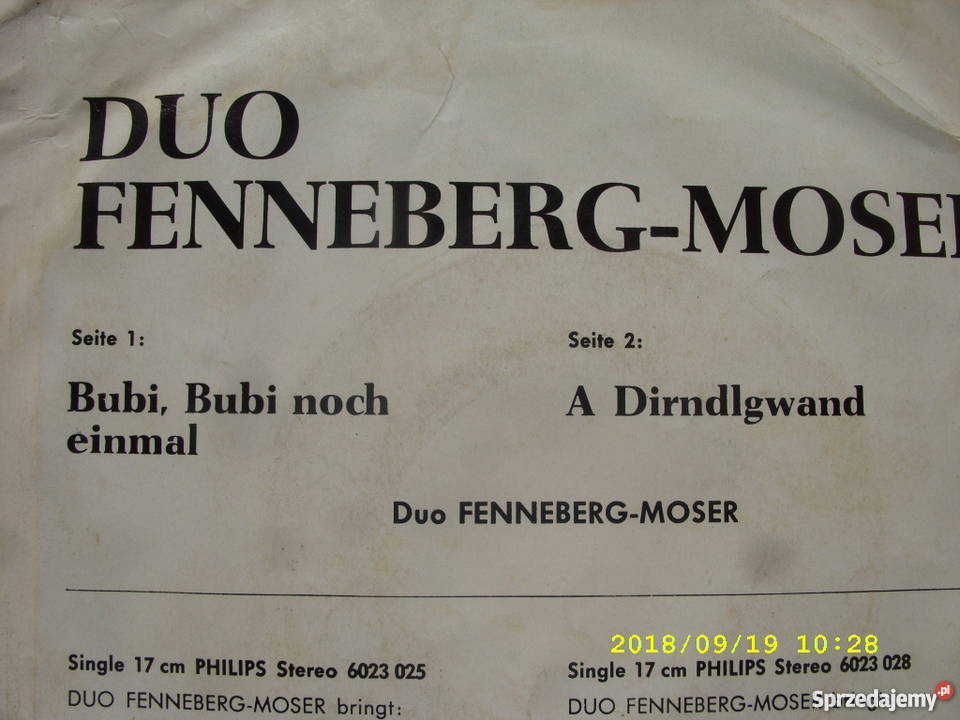 DUO
FENNEBERG-MOSER
Seite 1:
Bubi, Bubi noch
einmal
Seite 2:
A Dirndlgwand
Duo FENNEBERG-MOSER
Single 17 cm PHILIPS Stereo 6023 025
DUO FENNEBERG-MOSER bringt:
Single 17 cm PHILIPS Stereo 6023 028
DUO FENNEBERG-MOSER
2018/09/19 10:28
Sprzedajemy.pl